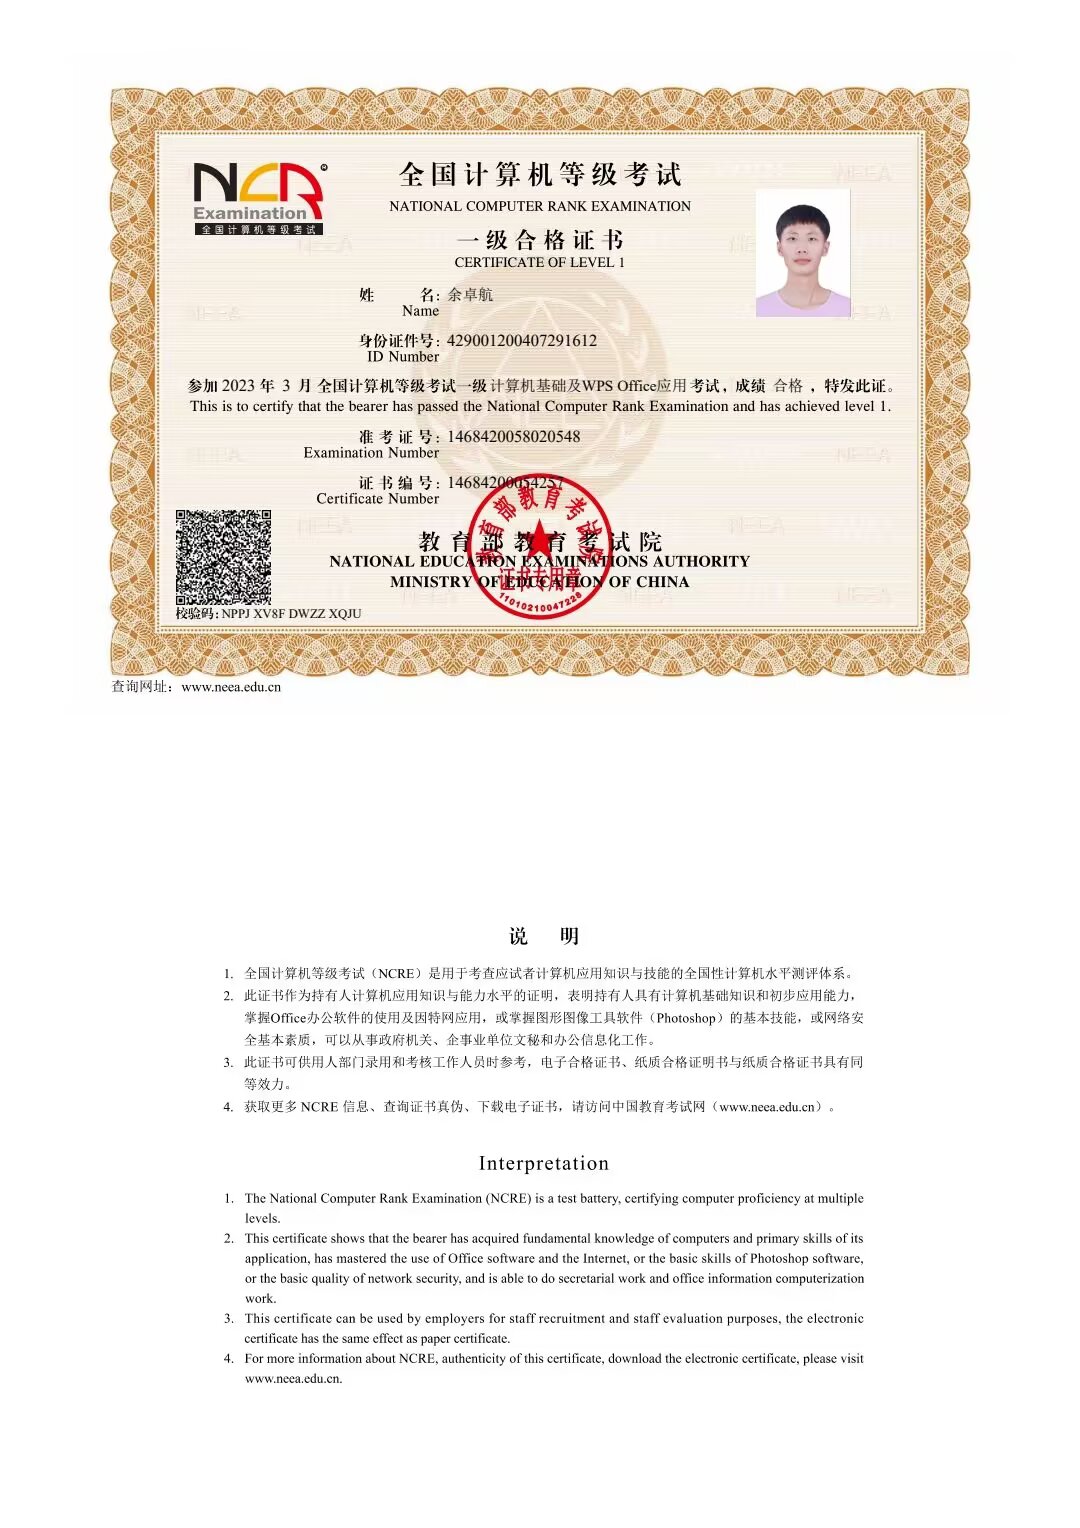 NCR
Examination
全国计算机等级考试
全国计算机等级考试
NATIONAL COMPUTER RANK EXAMINATION
一级合格证书
CERTIFICATE OF LEVEL 1
姓 名: 余卓航
Name
身份证件号: 429001200407291612
ID Number
参加 2023 年 3 月 全国计算机等级考试一级 计算机基础及WPS Office应用 考试，成绩 合格 ，特发此证。
This is to certify that the bearer has passed the National Computer Rank Examination and has achieved level 1.
准考证号: 1468420058020548
Examination Number
证书编号: 14684200054257
Certificate Number
教育部教育考试院
NATIONAL EDUCATION EXAMINATIONS AUTHORITY
MINISTRY OF EDUCATION OF CHINA
教育部教育考试院
证书专用章
11010210047228
校验码: NPPJ XV8F DWZZ XQJU
查询网址：www.neea.edu.cn
说 明
1. 全国计算机等级考试（NCRE）是用于考查应试者计算机应用知识与技能的全国性计算机水平测评体系。
2. 此证书作为持有人计算机应用知识与能力水平的证明，表明持有人具有计算机基础知识和初步应用能力，
掌握Office办公软件的使用及因特网应用，或掌握图形图像工具软件（Photoshop）的基本技能，或网络安
全基本素质，可以从事政府机关、企事业单位文秘和办公信息化工作。
3. 此证书可供用人部门录用和考核工作人员时参考，电子合格证书、纸质合格证明书与纸质合格证书具有同
等效力。
4. 获取更多 NCRE 信息、查询证书真伪、下载电子证书，请访问中国教育考试网（www.neea.edu.cn）。
Interpretation
1. The National Computer Rank Examination (NCRE) is a test battery, certifying computer proficiency at multiple
levels.
2. This certificate shows that the bearer has acquired fundamental knowledge of computers and primary skills of its
application, has mastered the use of Office software and the Internet, or the basic skills of Photoshop software,
or the basic quality of network security, and is able to do secretarial work and office information computerization
work.
3. This certificate can be used by employers for staff recruitment and staff evaluation purposes, the electronic
certificate has the same effect as paper certificate.
4. For more information about NCRE, authenticity of this certificate, download the electronic certificate, please visit
www.neea.edu.cn.